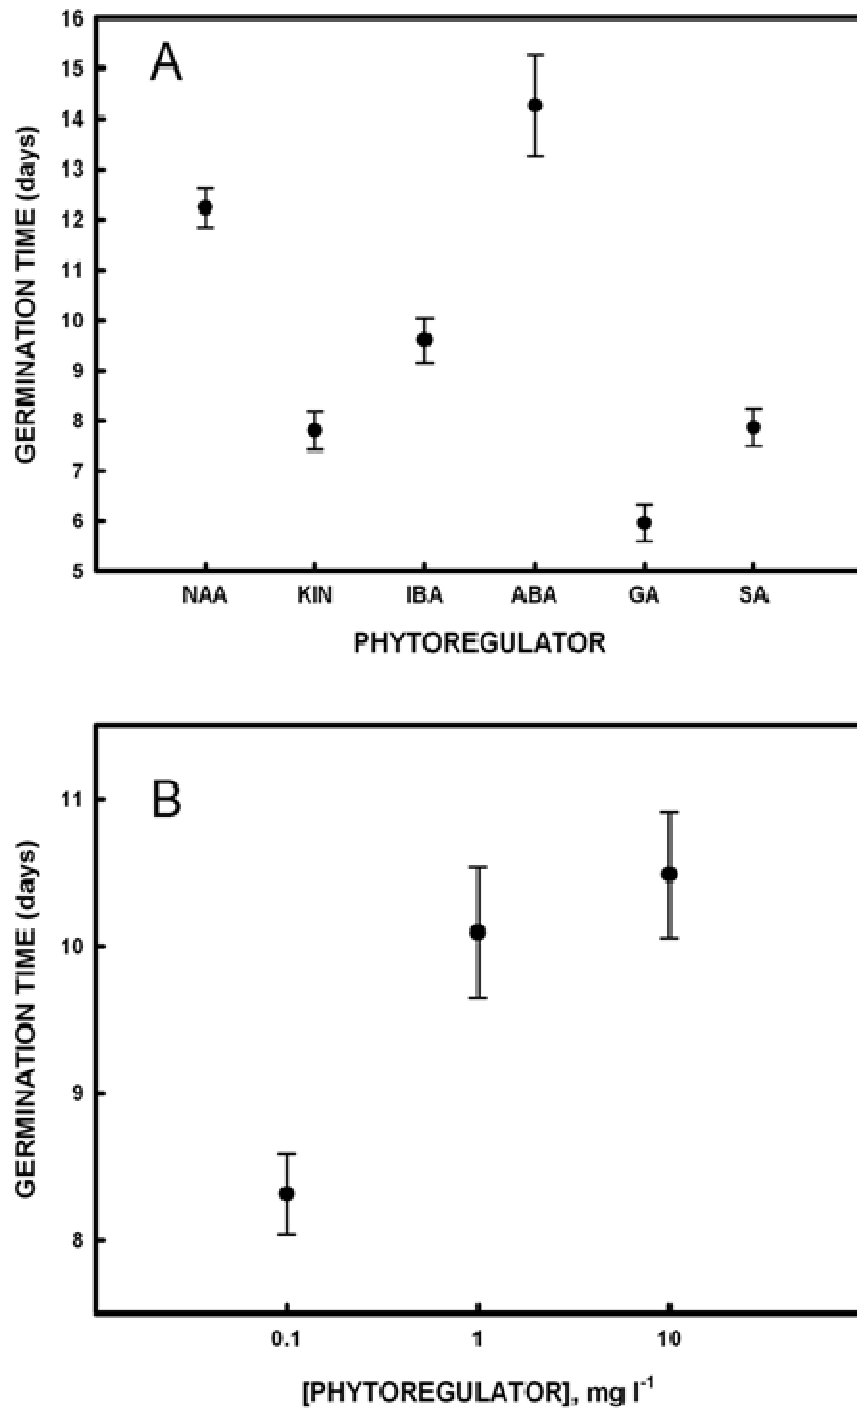 A
GERMINATION TIME (days)
16
15
14
13
12
11
10
9
8
7
6
5
NAA KIN IBA ABA GA SA
PHYTOREGULATOR
B
GERMINATION TIME (days)
11
10
9
8
0.1 1 10
[PHYTOREGULATOR], mg l⁻¹